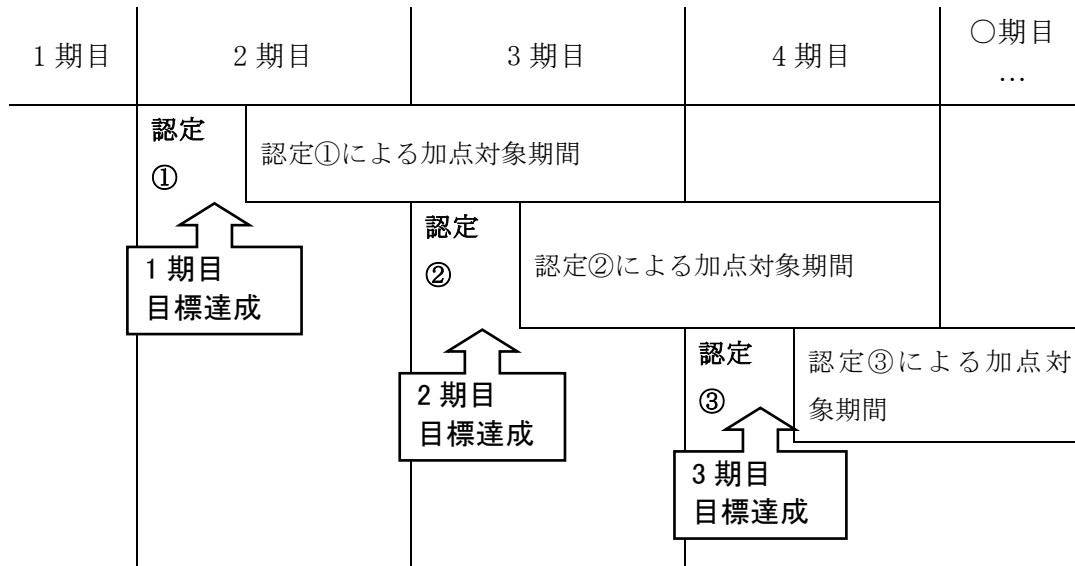 1期目
2期目
3期目
4期目
〇期目
…
認定
①
認定①による加点対象期間
1期目
目標達成
認定
②
認定②による加点対象期間
2期目
目標達成
認定
③
認定③による加点対
象期間
3期目
目標達成